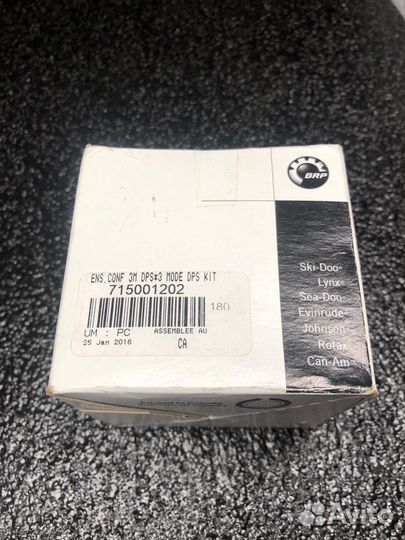 BRP
ENS,CONF 3M DPS*3 MODE DPS KIT
715001202
180
UM : PC
ASSEMBLEE AU
25 Jan 2016
CA
Ski-Doo
Lynx
Sea-Doo
Evinrude
Johnson
Rotax
Can-Am
Avito